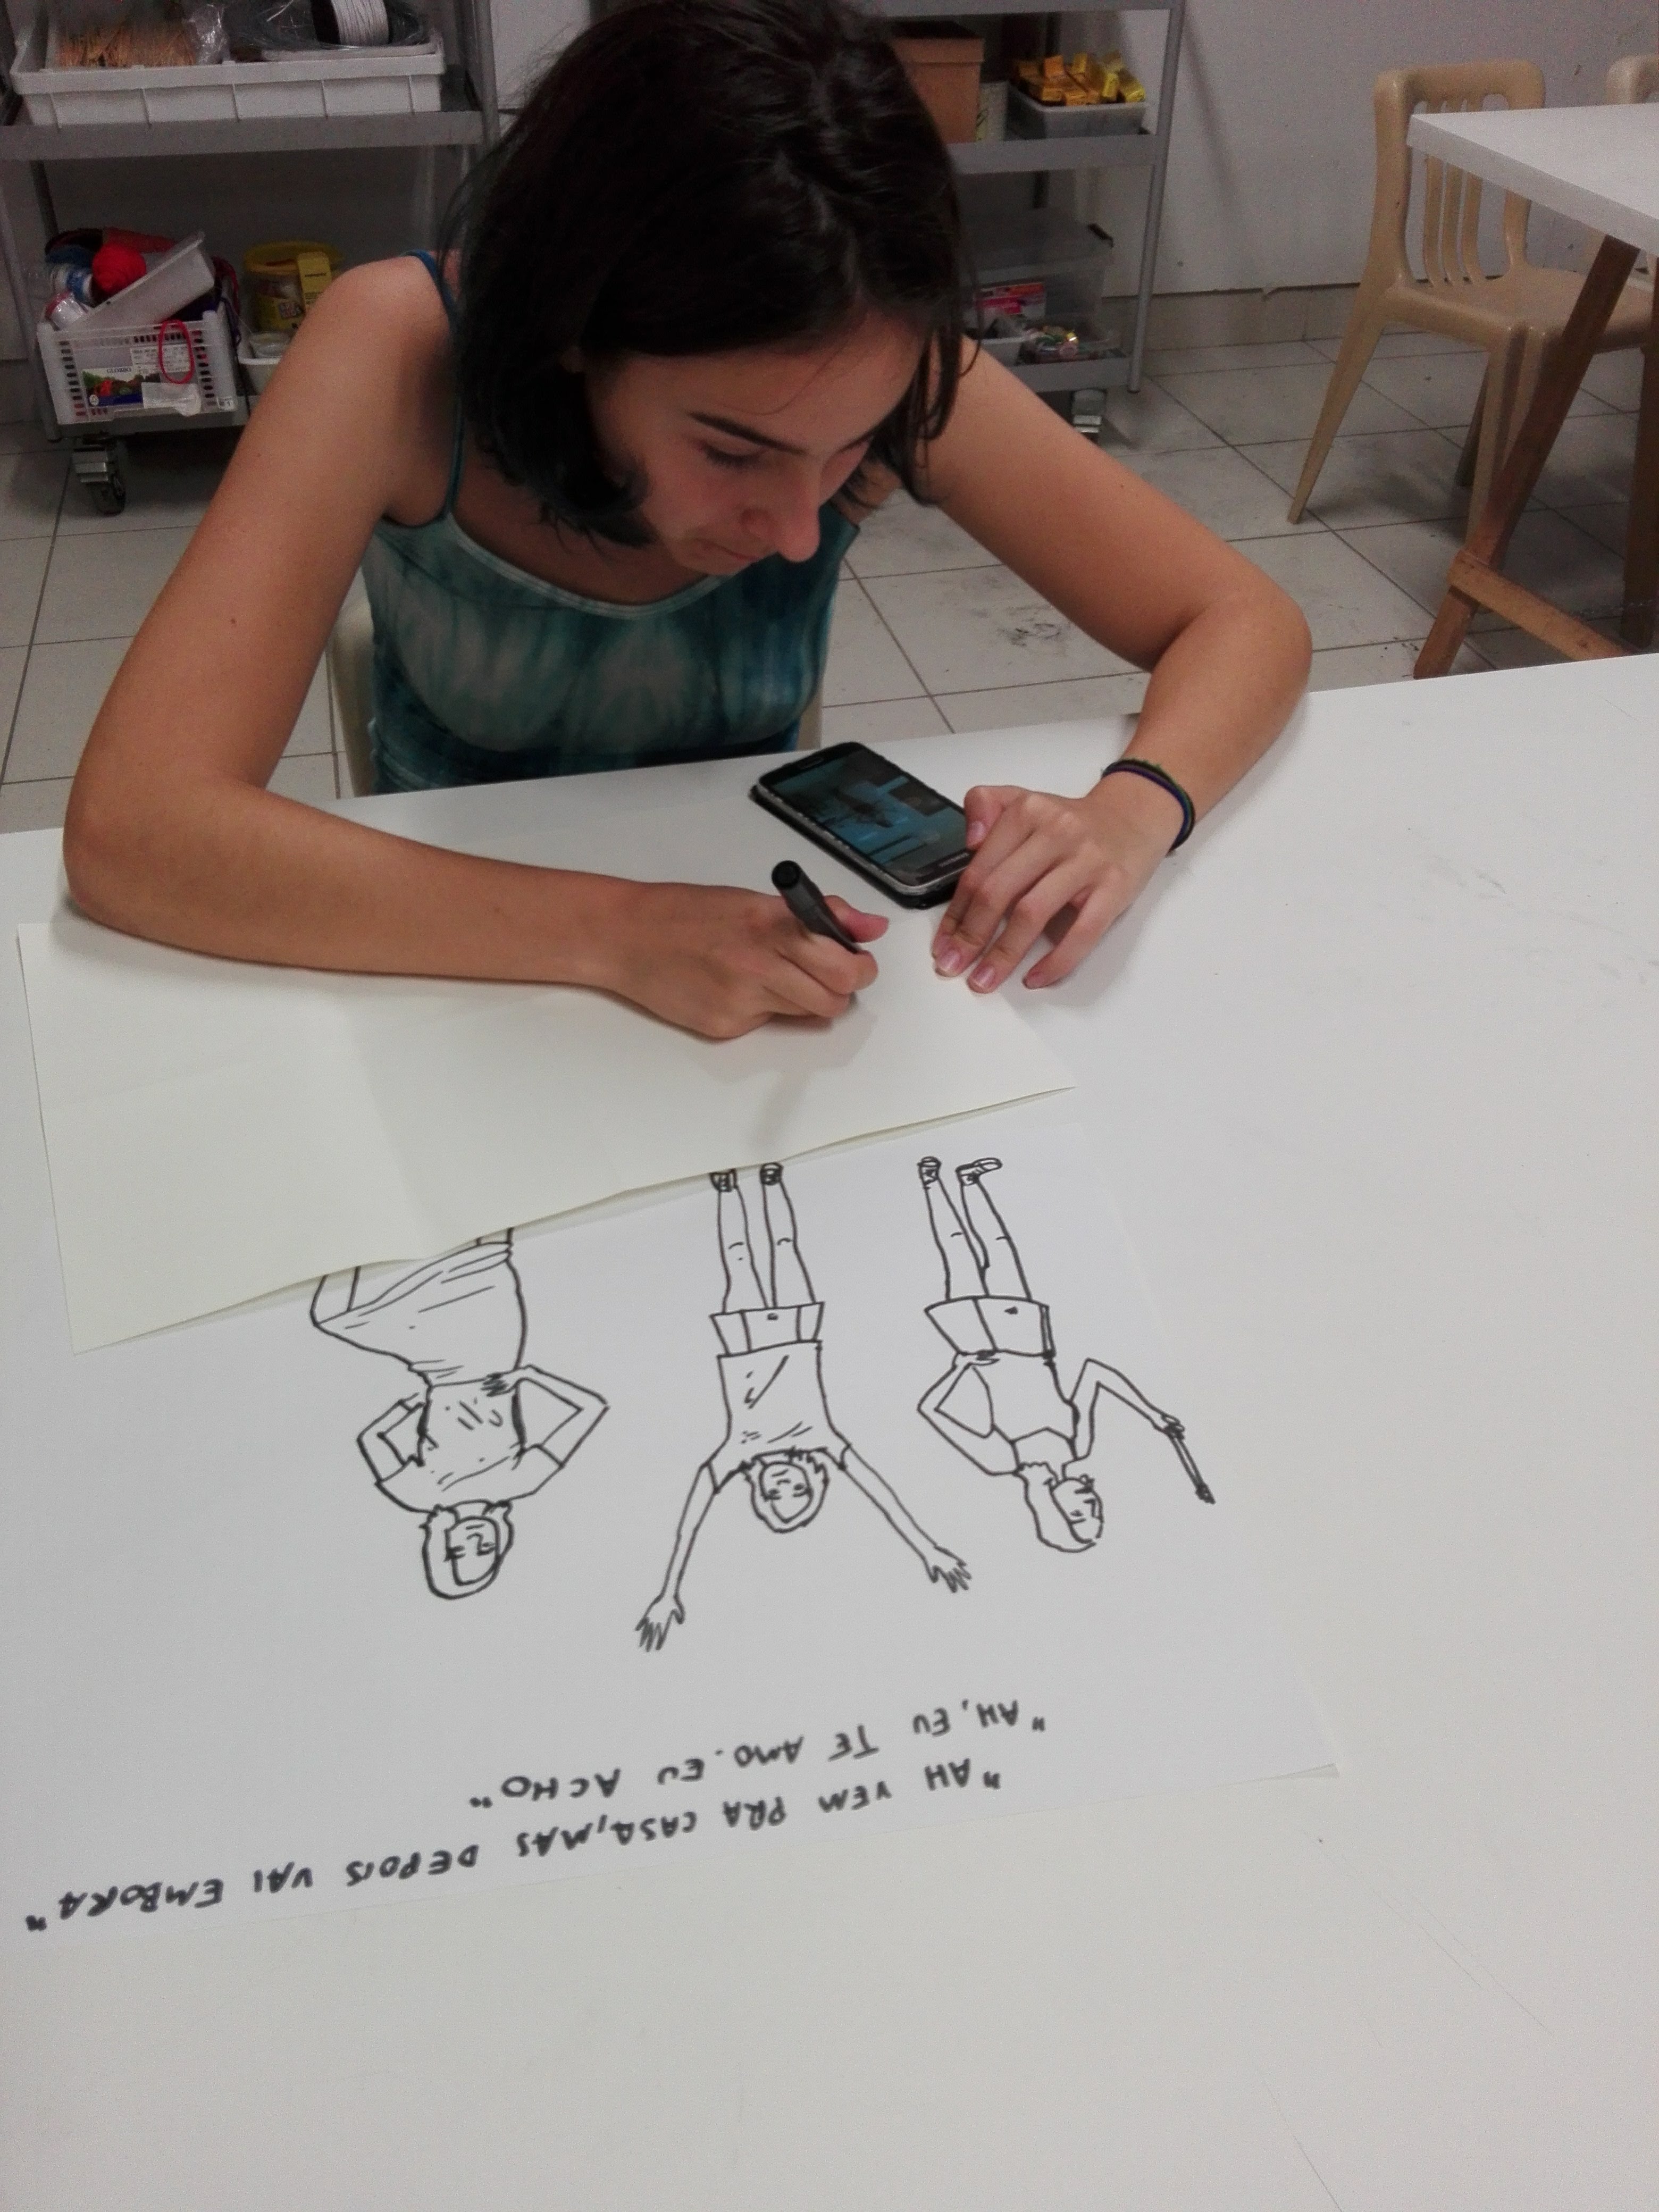 "AH VEM PRA CASA, MAS DEPOIS VAI EMBORA"
"AH, EU TE AMO. EU ACHO"